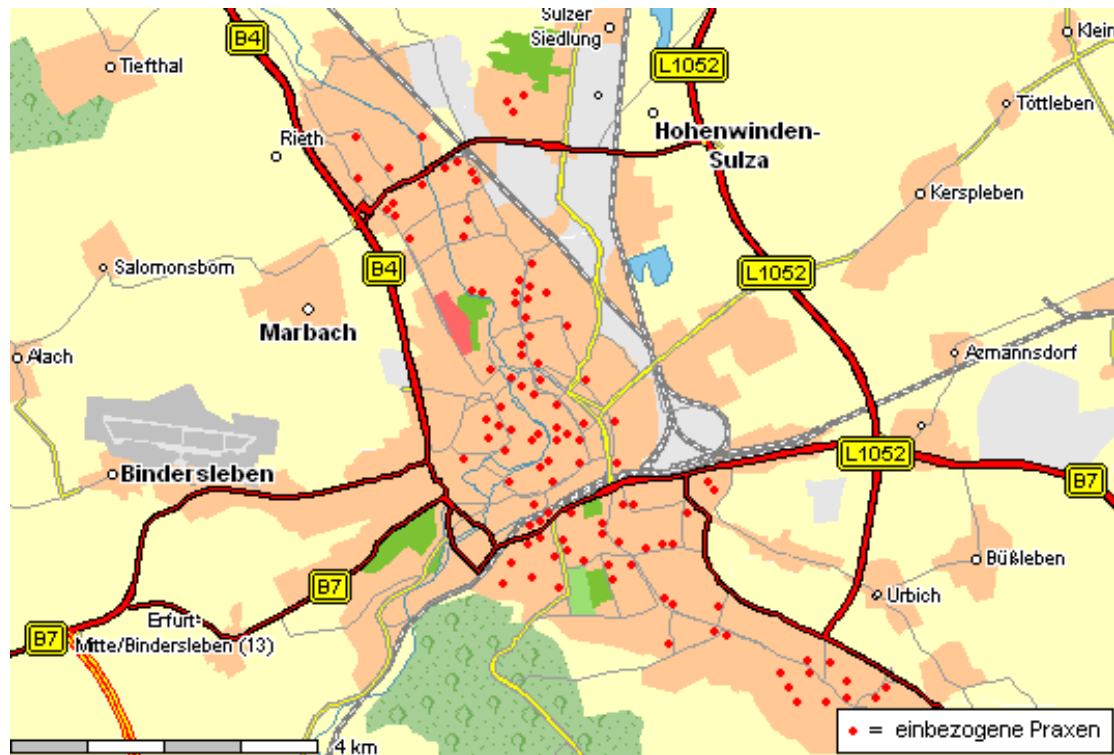 Sulzer
Siedlung
Klein
B4
Tiefthal
L1052
Töttleben
Rieth
Hohenwinden-
Sulza
Kerspleben
Salomonsborn
B4
L1052
Marbach
Alach
Azmannsdorf
Bindersleben
L1052
B7
Büßleben
B7
Urbich
Erfurt-
B7
Mitte/Bindersleben (13)
= einbezogene Praxen
4 km